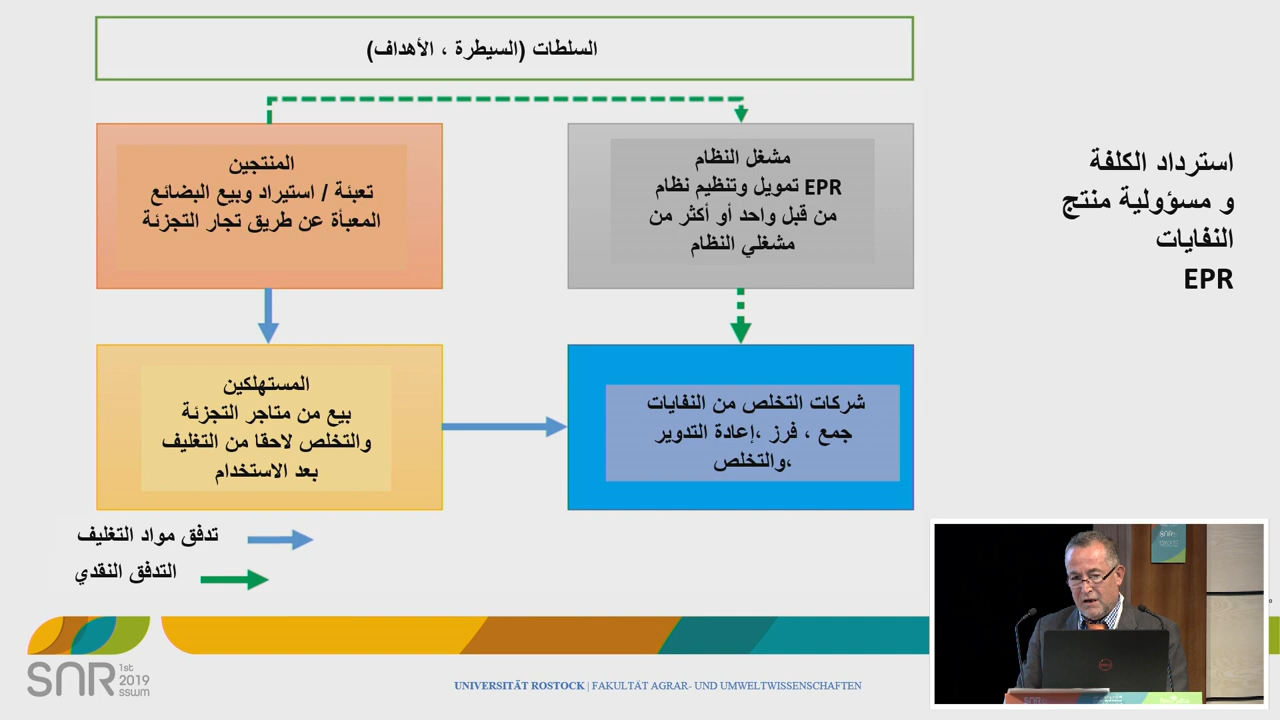 السلطات (السيطرة ، الأهداف)
استرداد الكلفة
و مسؤولية منتج
النفايات
EPR
المنتجين
تعبئة / استيراد وبيع البضائع
المعبأة عن طريق تجار التجزئة
مشغل النظام
EPR تمويل وتنظيم نظام
من قبل واحد أو أكثر من
مشغلي النظام
المستهلكين
بيع من متاجر التجزئة
والتخلص لاحقا من التغليف
بعد الاستخدام
شركات التخلص من النفايات
جمع ، فرز ،إعادة التدوير
،والتخلص
تدفق مواد التغليف
التدفق النقدي
SNR
1st
2019
sswm
UNIVERSITÄT ROSTOCK | FAKULTÄT AGRAR- UND UMWELTWISSENSCHAFTEN